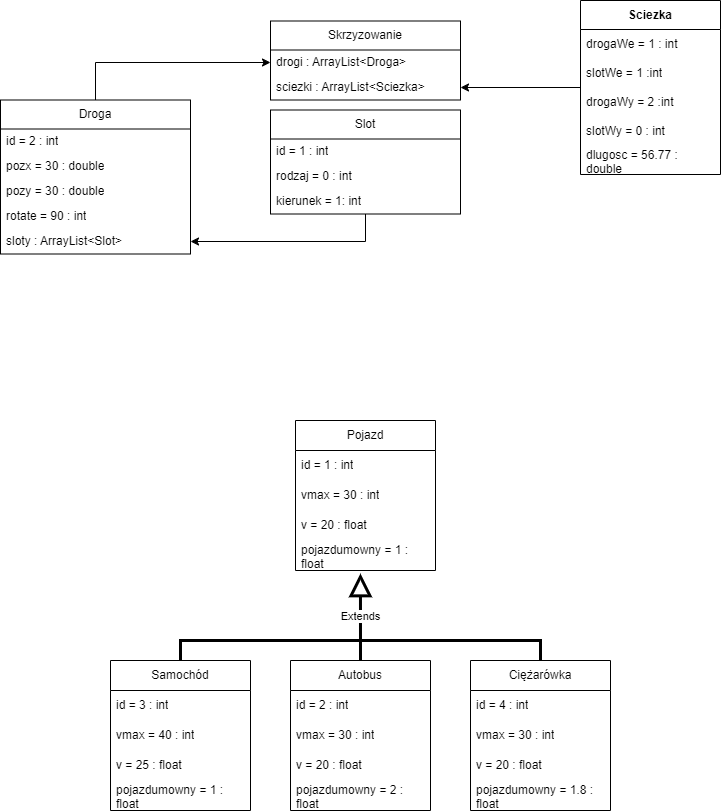 Skrzyzowanie
drogi : ArrayList<Droga>
sciezki : ArrayList<Sciezka>
Sciezka
drogaWe = 1 : int
slotWe = 1 :int
drogaWy = 2 :int
slotWy = 0 : int
dlugosc = 56.77 :
double
Droga
id = 2 : int
pozx = 30 : double
pozy = 30 : double
rotate = 90 : int
sloty : ArrayList<Slot>
Slot
id = 1 : int
rodzaj = 0 : int
kierunek = 1: int
Pojazd
id = 1 : int
vmax = 30 : int
v = 20 : float
pojazdumowny = 1 :
float
Extends
Samochód
id = 3 : int
vmax = 40 : int
v = 25 : float
pojazdumowny = 1 :
float
Autobus
id = 2 : int
vmax = 30 : int
v = 20 : float
pojazdumowny = 2 :
float
Ciężarówka
id = 4 : int
vmax = 30 : int
v = 20 : float
pojazdumowny = 1.8 :
float